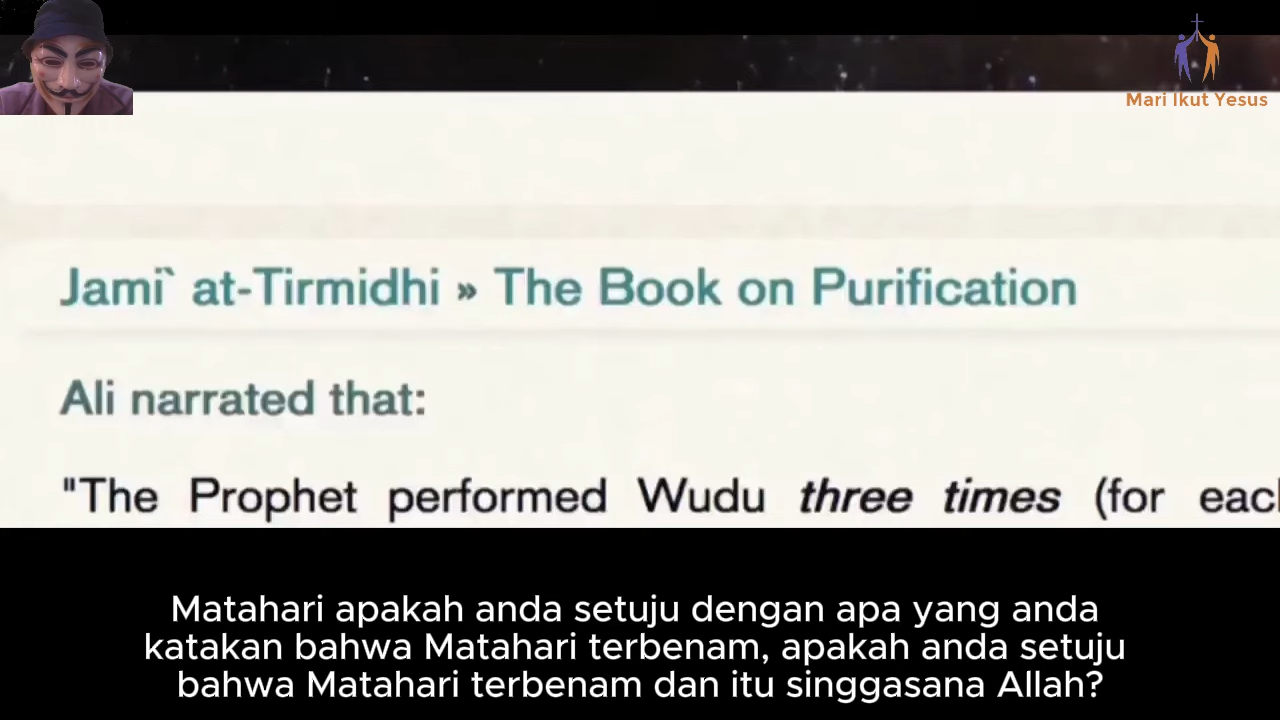 Mari Ikut Yesus
Jami` at-Tirmidhi » The Book on Purification
Ali narrated that:
"The Prophet performed Wudu three times (for each
Matahari apakah anda setuju dengan apa yang anda
katakan bahwa Matahari terbenam, apakah anda setuju
bahwa Matahari terbenam dan itu singgasana Allah?